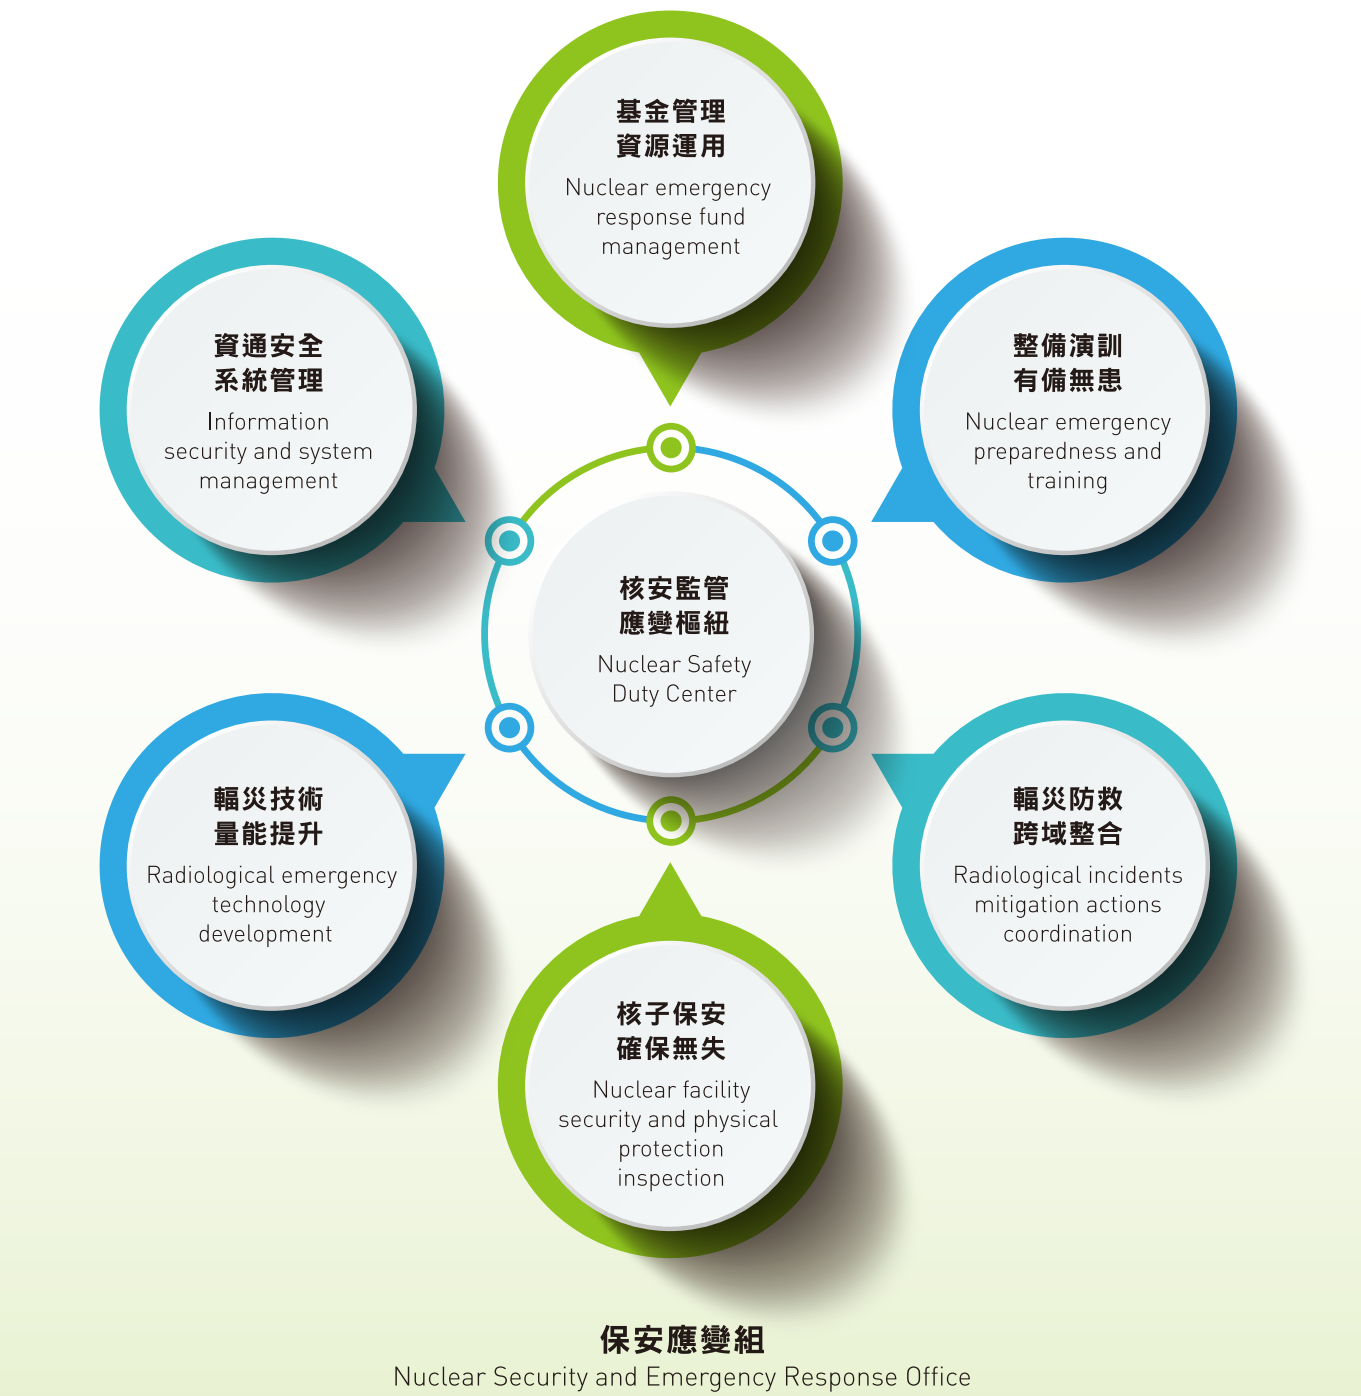 基金管理
資源運用
Nuclear emergency
response fund
management
資通安全
系統管理
Information
security and system
management
整備演訓
有備無患
Nuclear emergency
preparedness and
training
核安監管
應變樞紐
Nuclear Safety
Duty Center
輻災技術
量能提升
Radiological emergency
technology
development
輻災防救
跨域整合
Radiological incidents
mitigation actions
coordination
核子保安
確保無失
Nuclear facility
security and physical
protection
inspection
保安應變組
Nuclear Security and Emergency Response Office